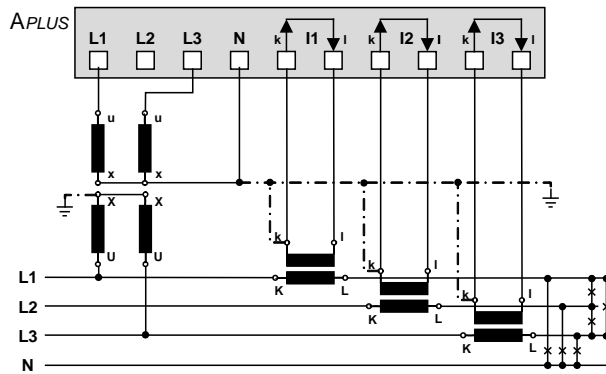 APLUS
L1 L2 L3 N I1 I2 I3
k l k l k l
u u
x x
X X
U U
k l
L1
K L
k l
L2
K L
k l
L3
K L
N